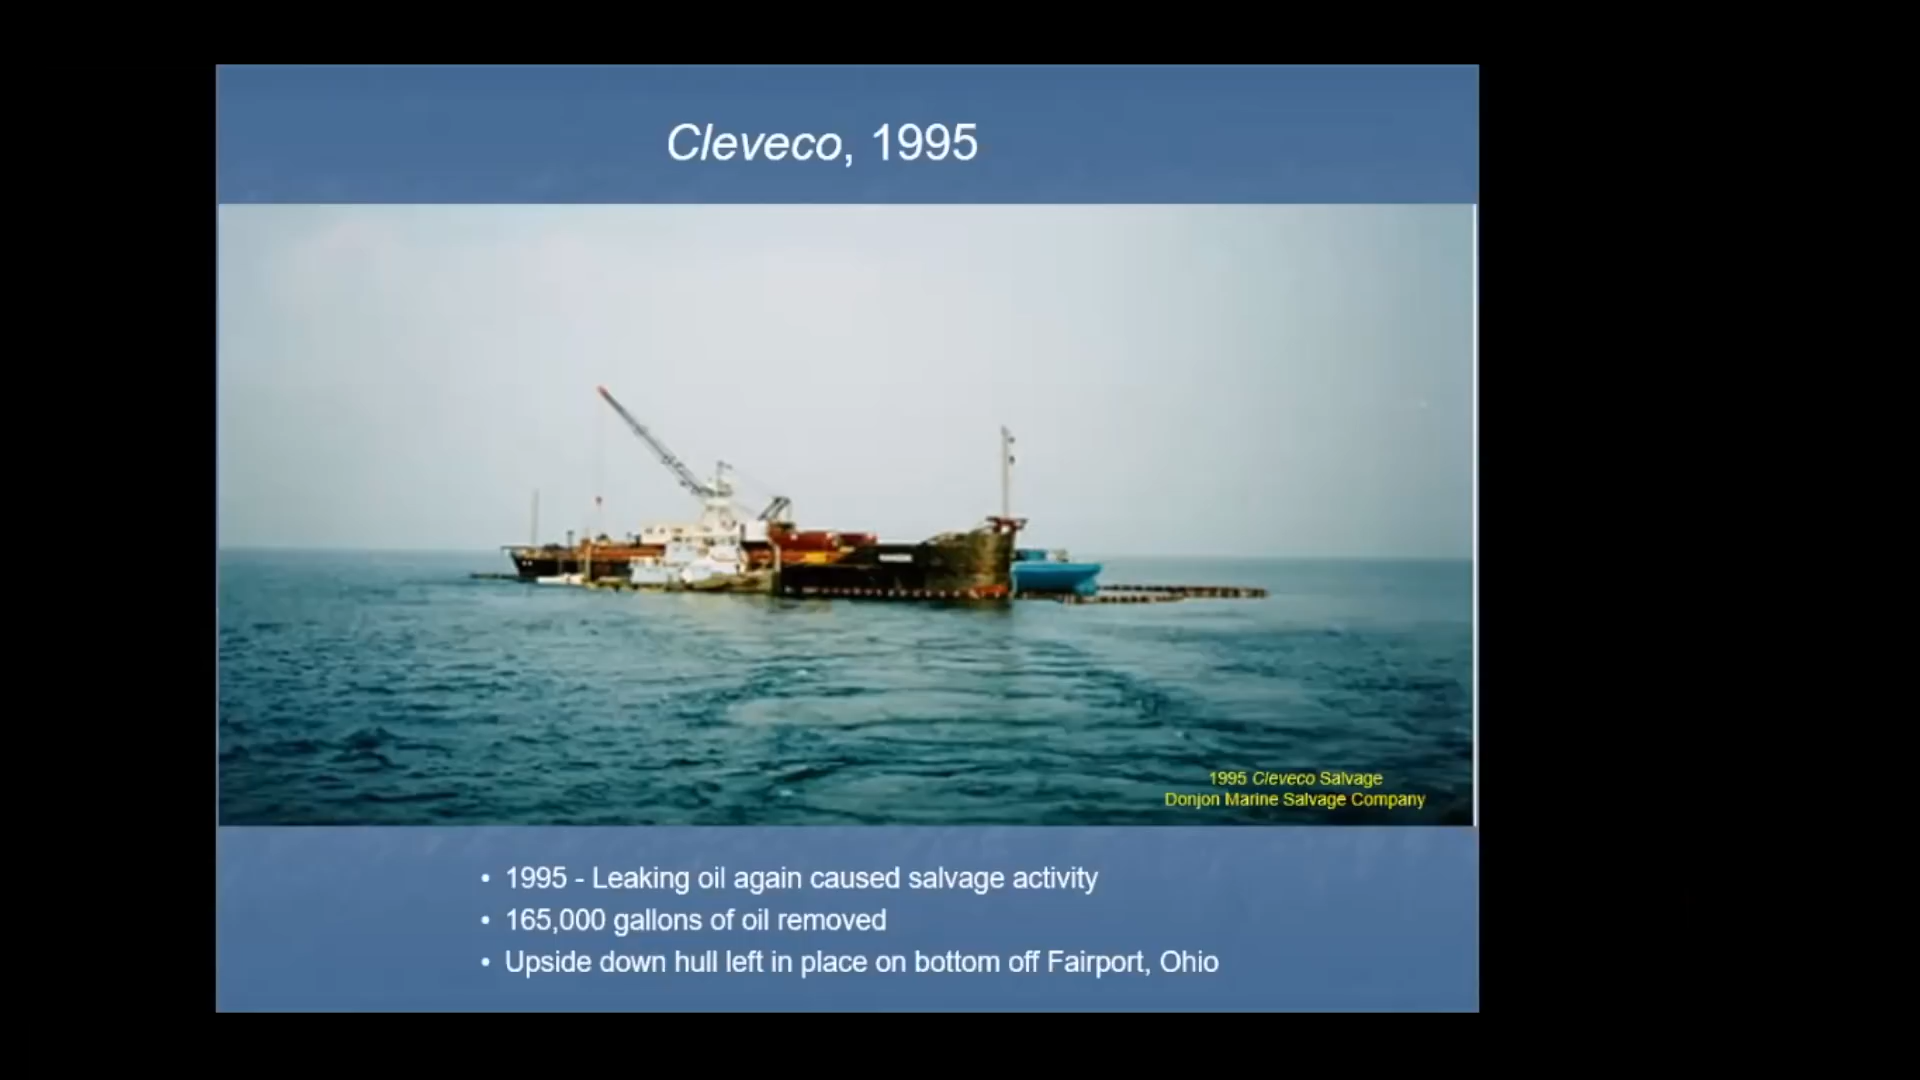 Cleveco, 1995
1995 Cleveco Salvage
Donjon Marine Salvage Company
• 1995 - Leaking oil again caused salvage activity
• 165,000 gallons of oil removed
• Upside down hull left in place on bottom off Fairport, Ohio